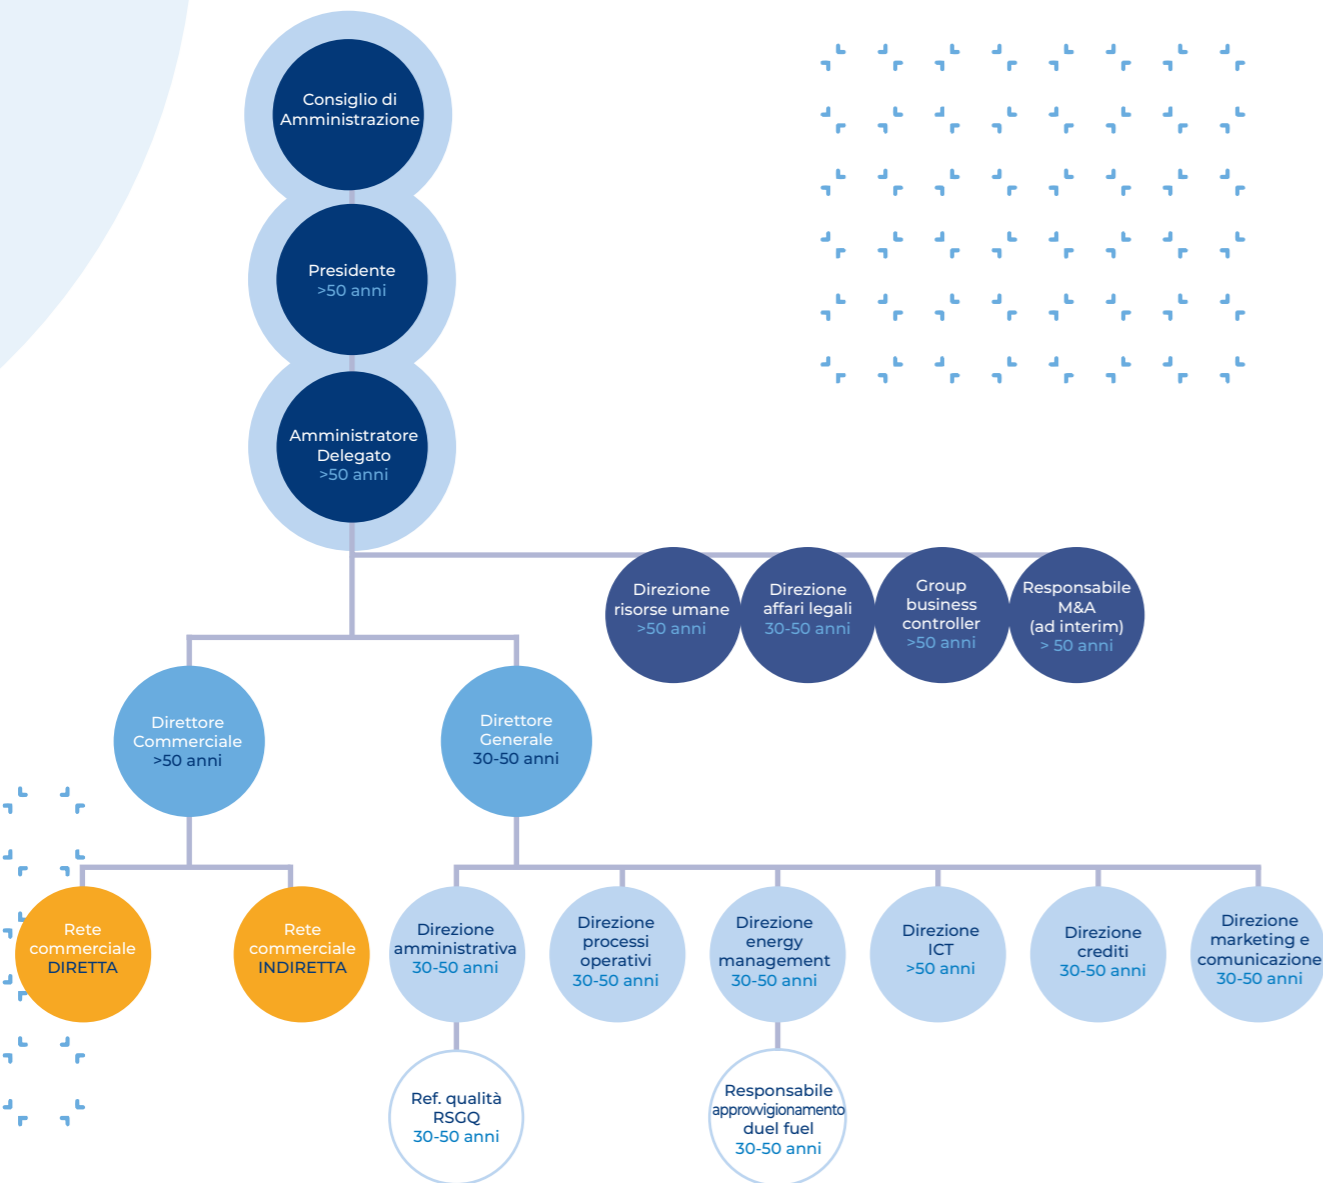 Consiglio di
Amministrazione
Presidente
>50 anni
Amministratore
Delegato
>50 anni
Direzione
risorse umane
>50 anni
Direzione
affari legali
30-50 anni
Group
business
controller
>50 anni
Responsabile
M&A
(ad interim)
> 50 anni
Direttore
Commerciale
>50 anni
Direttore
Generale
30-50 anni
Rete
commerciale
DIRETTA
Rete
commerciale
INDIRETTA
Direzione
amministrativa
30-50 anni
Direzione
processi
operativi
30-50 anni
Direzione
energy
management
30-50 anni
Direzione
ICT
>50 anni
Direzione
crediti
30-50 anni
Direzione
marketing e
comunicazione
30-50 anni
Ref. qualità
RSGQ
30-50 anni
Responsabile
approvvigionamento
duel fuel
30-50 anni